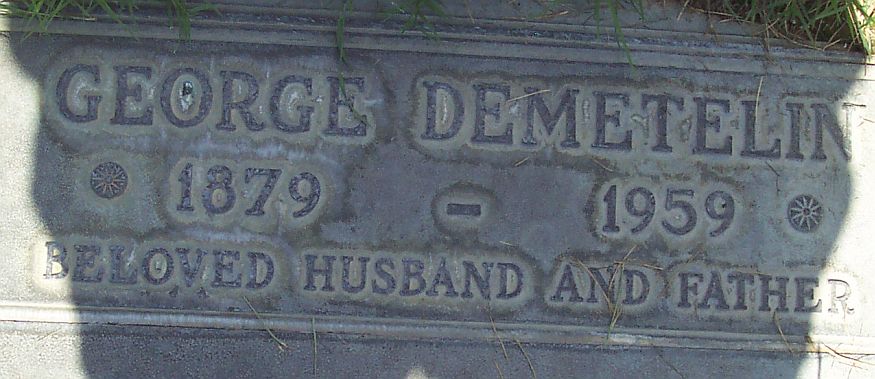 GEORGE DEMETELIN
1879 - 1959
BELOVED HUSBAND AND FATHER